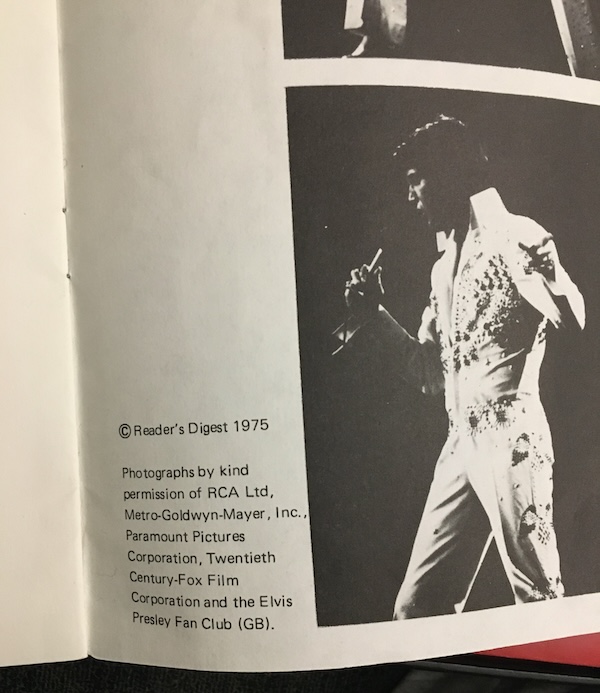 © Reader's Digest 1975
Photographs by kind
permission of RCA Ltd,
Metro-Goldwyn-Mayer, Inc.,
Paramount Pictures
Corporation, Twentieth
Century-Fox Film
Corporation and the Elvis
Presley Fan Club (GB).